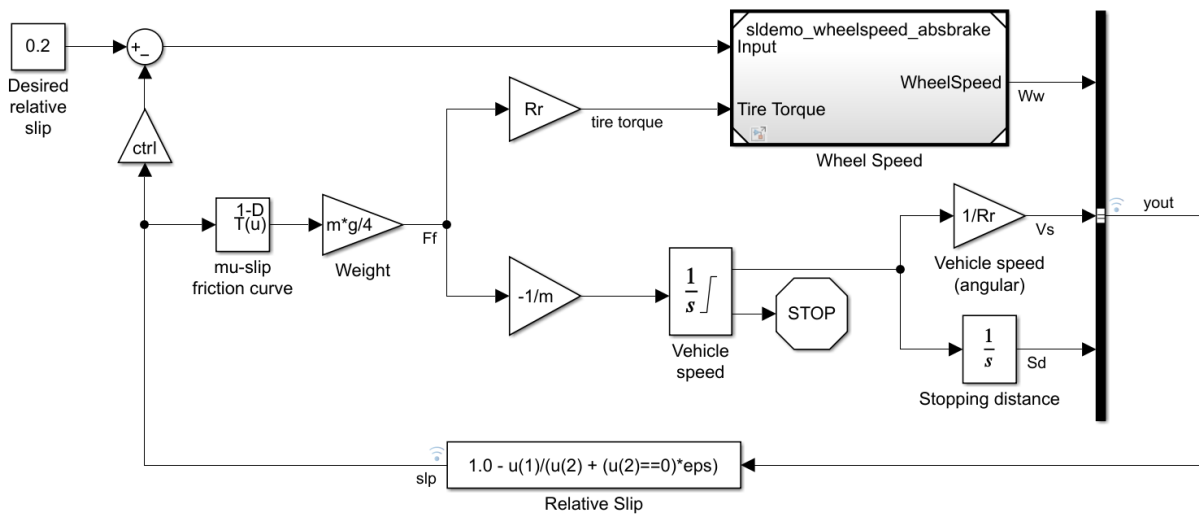 0.2
Desired
relative
slip
+
−
ctrl
1-D
T(u)
mu-slip
friction curve
m*g/4
Weight
Ff
Rr
tire torque
-1/m
sldemo_wheelspeed_absbrake
Input
WheelSpeed
Tire Torque
Wheel Speed
Ww
1
s
Vehicle
speed
STOP
1/Rr
Vs
Vehicle speed
(angular)
1
s
Sd
Stopping distance
yout
1.0 - u(1)/(u(2) + (u(2)==0)*eps)
slp
Relative Slip